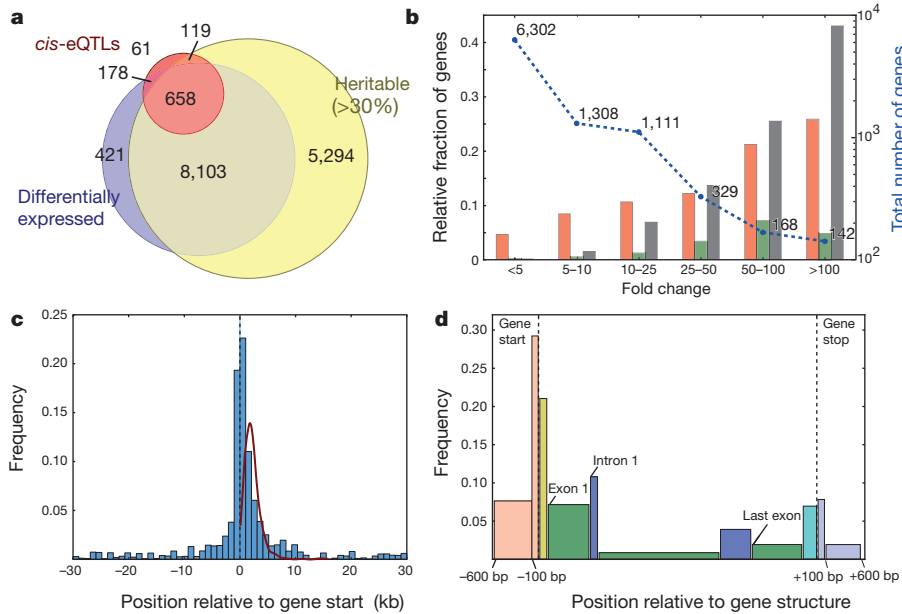 a
cis-eQTLs
61
119
178
658
Heritable
(>30%)
421
8,103
5,294
Differentially
expressed
b
Relative fraction of genes
0.4
0.3
0.2
0.1
0
6,302
1,308
1,111
329
168
142
10^4
10^3
10^2
Total number of genes
<5
5–10
10–25
25–50
50–100
>100
Fold change
c
Frequency
0.25
0.20
0.15
0.10
0.05
–30
–20
–10
0
10
20
30
Position relative to gene start (kb)
d
Frequency
0.30
0.25
0.20
0.15
0.10
0.05
Gene
start
Gene
stop
Exon 1
Intron 1
Last exon
–600 bp
–100 bp
+100 bp
+600 bp
Position relative to gene structure